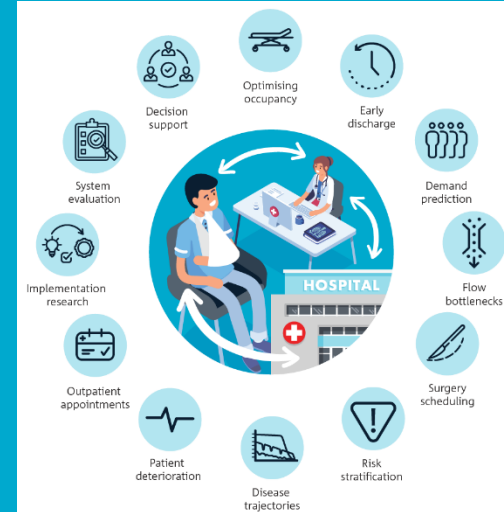 Optimising
occupancy
Early
discharge
Demand
prediction
Flow
bottlenecks
Surgery
scheduling
Risk
stratification
Disease
trajectories
Patient
deterioration
Outpatient
appointments
Implementation
research
System
evaluation
Decision
support
HOSPITAL